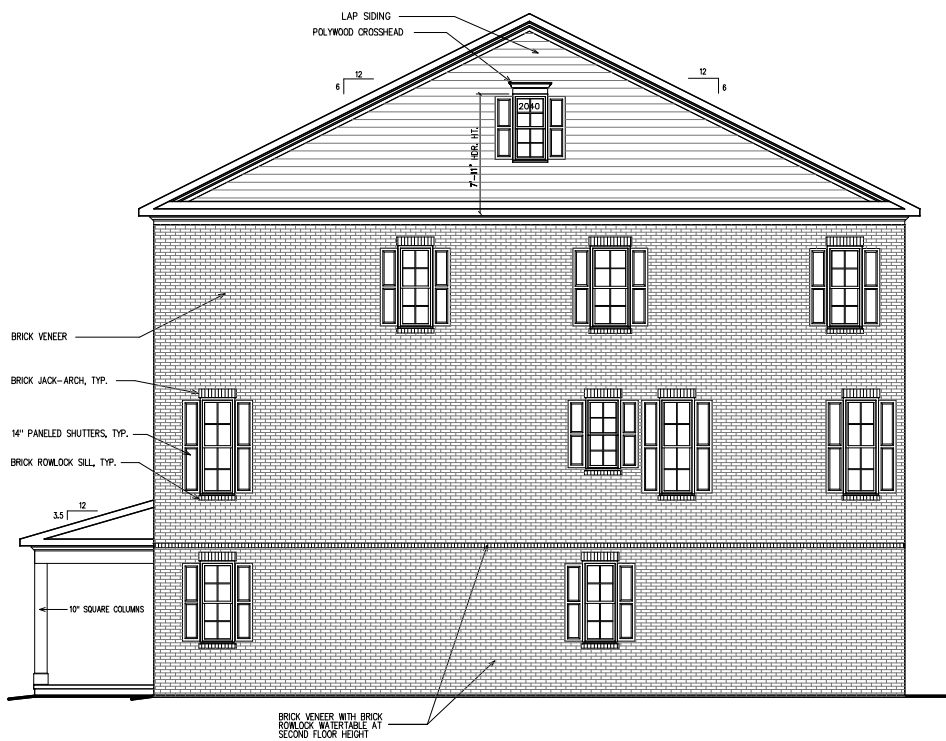 LAP SIDING
POLYWOOD CROSSHEAD
12
6
12
6
2040
7'-11" HDR. HT.
BRICK VENEER
BRICK JACK-ARCH, TYP.
14" PANELED SHUTTERS, TYP.
BRICK ROWLOCK SILL, TYP.
12
3.5
10" SQUARE COLUMNS
BRICK VENEER WITH BRICK
ROWLOCK WATERTABLE AT
SECOND FLOOR HEIGHT